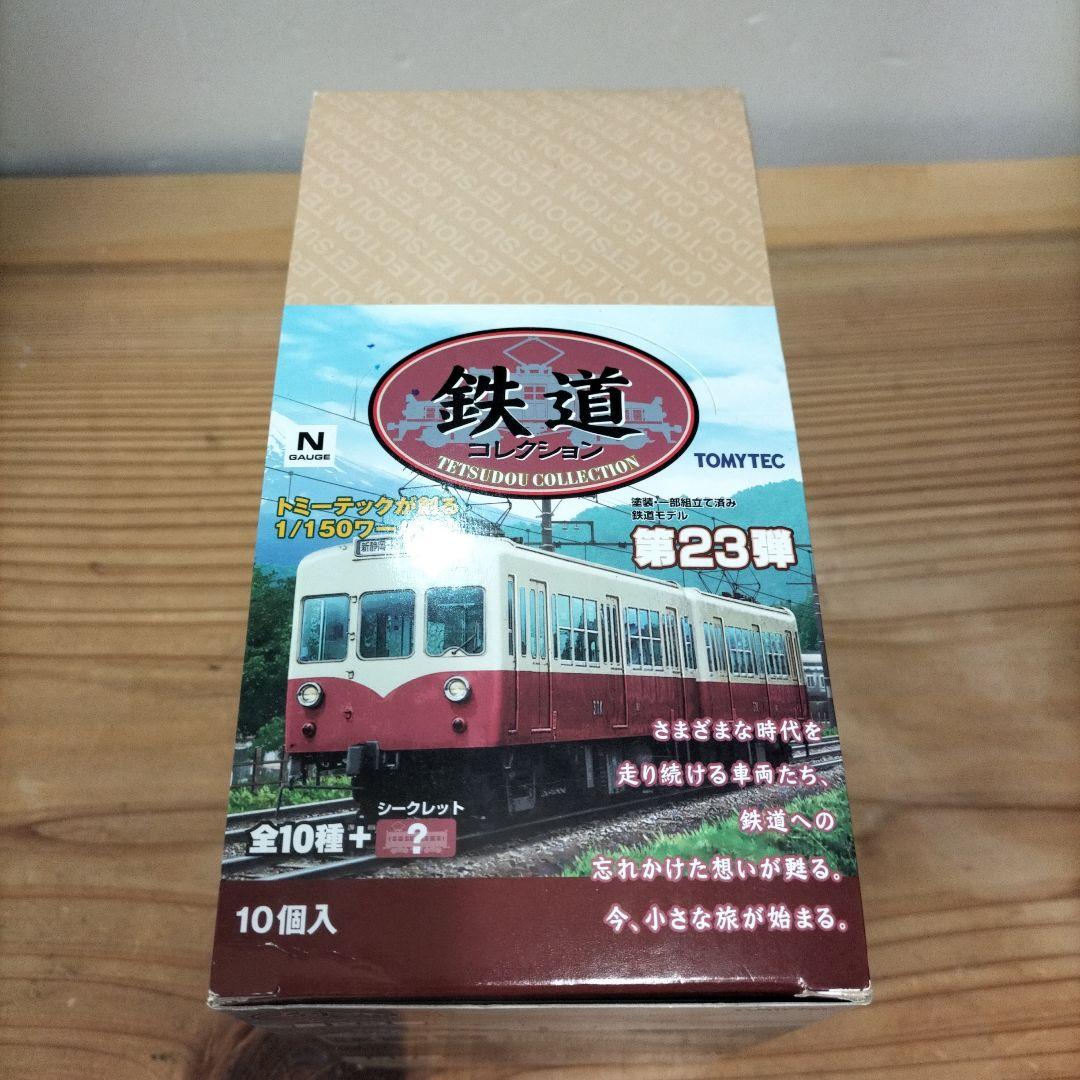 TETSUDOU COLLECTION
鉄道
コレクション
TETSUDOU COLLECTION
N
GAUGE
TOMYTEC
トミーテックが創る
1/150ワー
塗装・一部組立て済み
鉄道モデル
第23弾
新静岡
さまざまな時代を
走り続ける車両たち、
鉄道への
忘れかけた想いが甦る。
今、小さな旅が始まる。
シークレット
全10種+
?
10個入